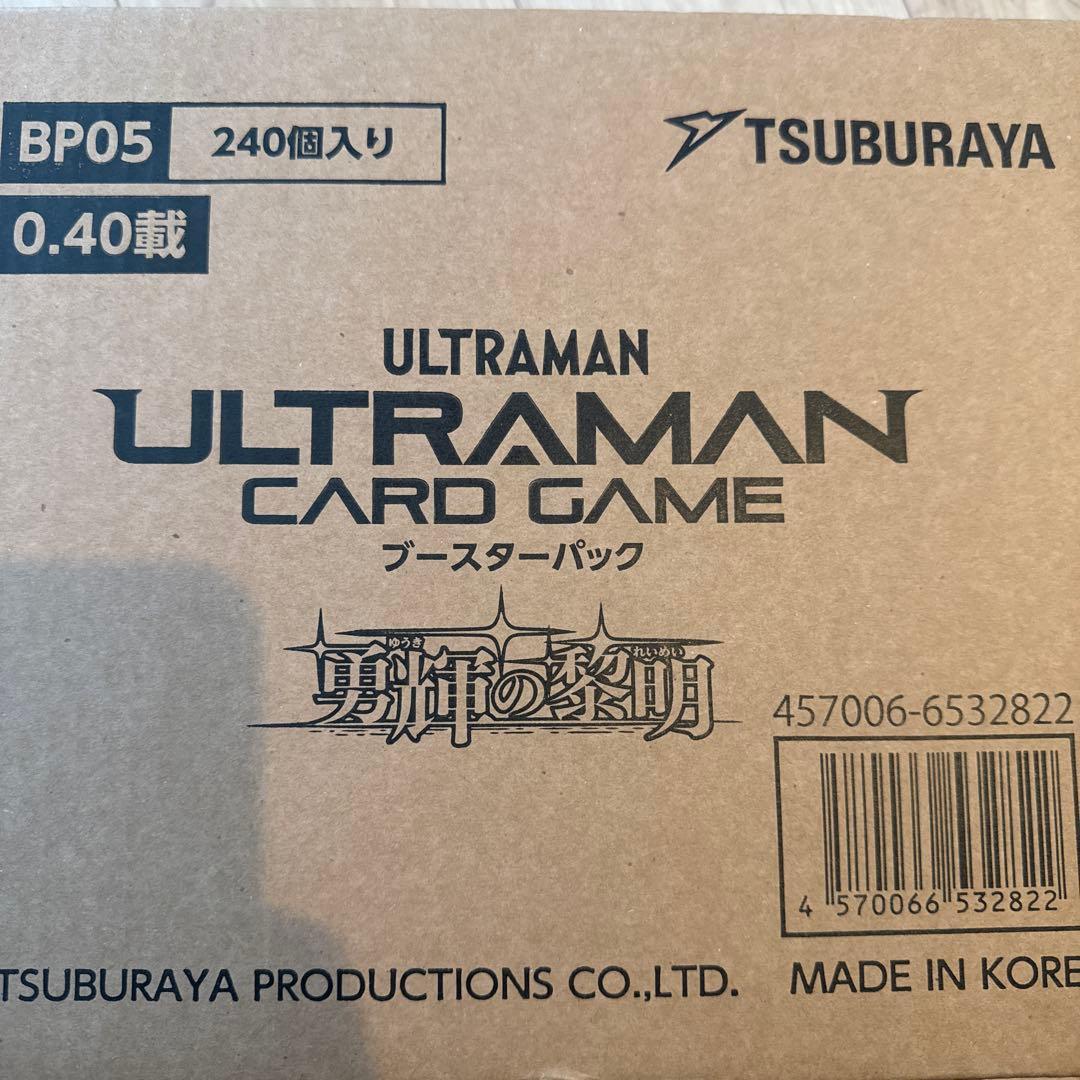 BP05 240個入り
TSUBURAYA
0.40載
ULTRAMAN
ULTRAMAN
CARD GAME
ブースターパック
ゆうき れいめい
勇輝の黎明
457006-6532822
4 570066 532822
TSUBURAYA PRODUCTIONS CO.,LTD. MADE IN KORE